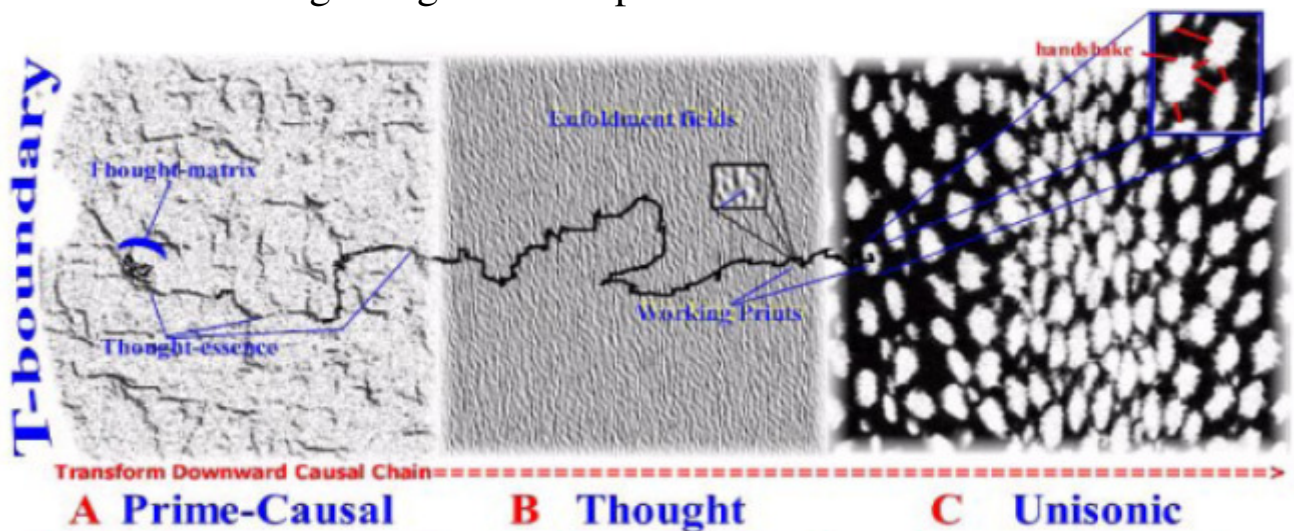 handshake
T-boundary
Enfoldment fields
Thought-matrix
Working Prints
Thought-essence
Transform Downward Causal Chain==================================>
A Prime-Causal B Thought C Unisonic